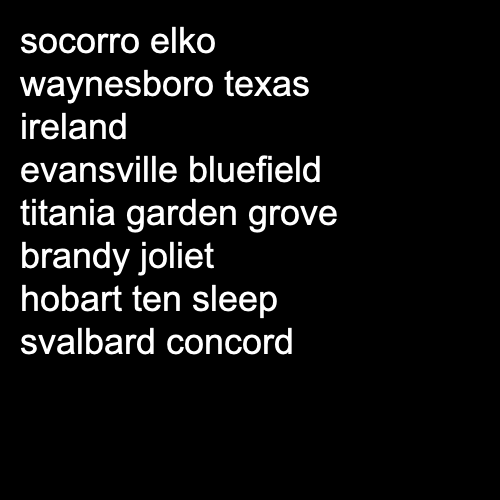 socorro elko
waynesboro texas
ireland
evansville bluefield
titania garden grove
brandy joliet
hobart ten sleep
svalbard concord